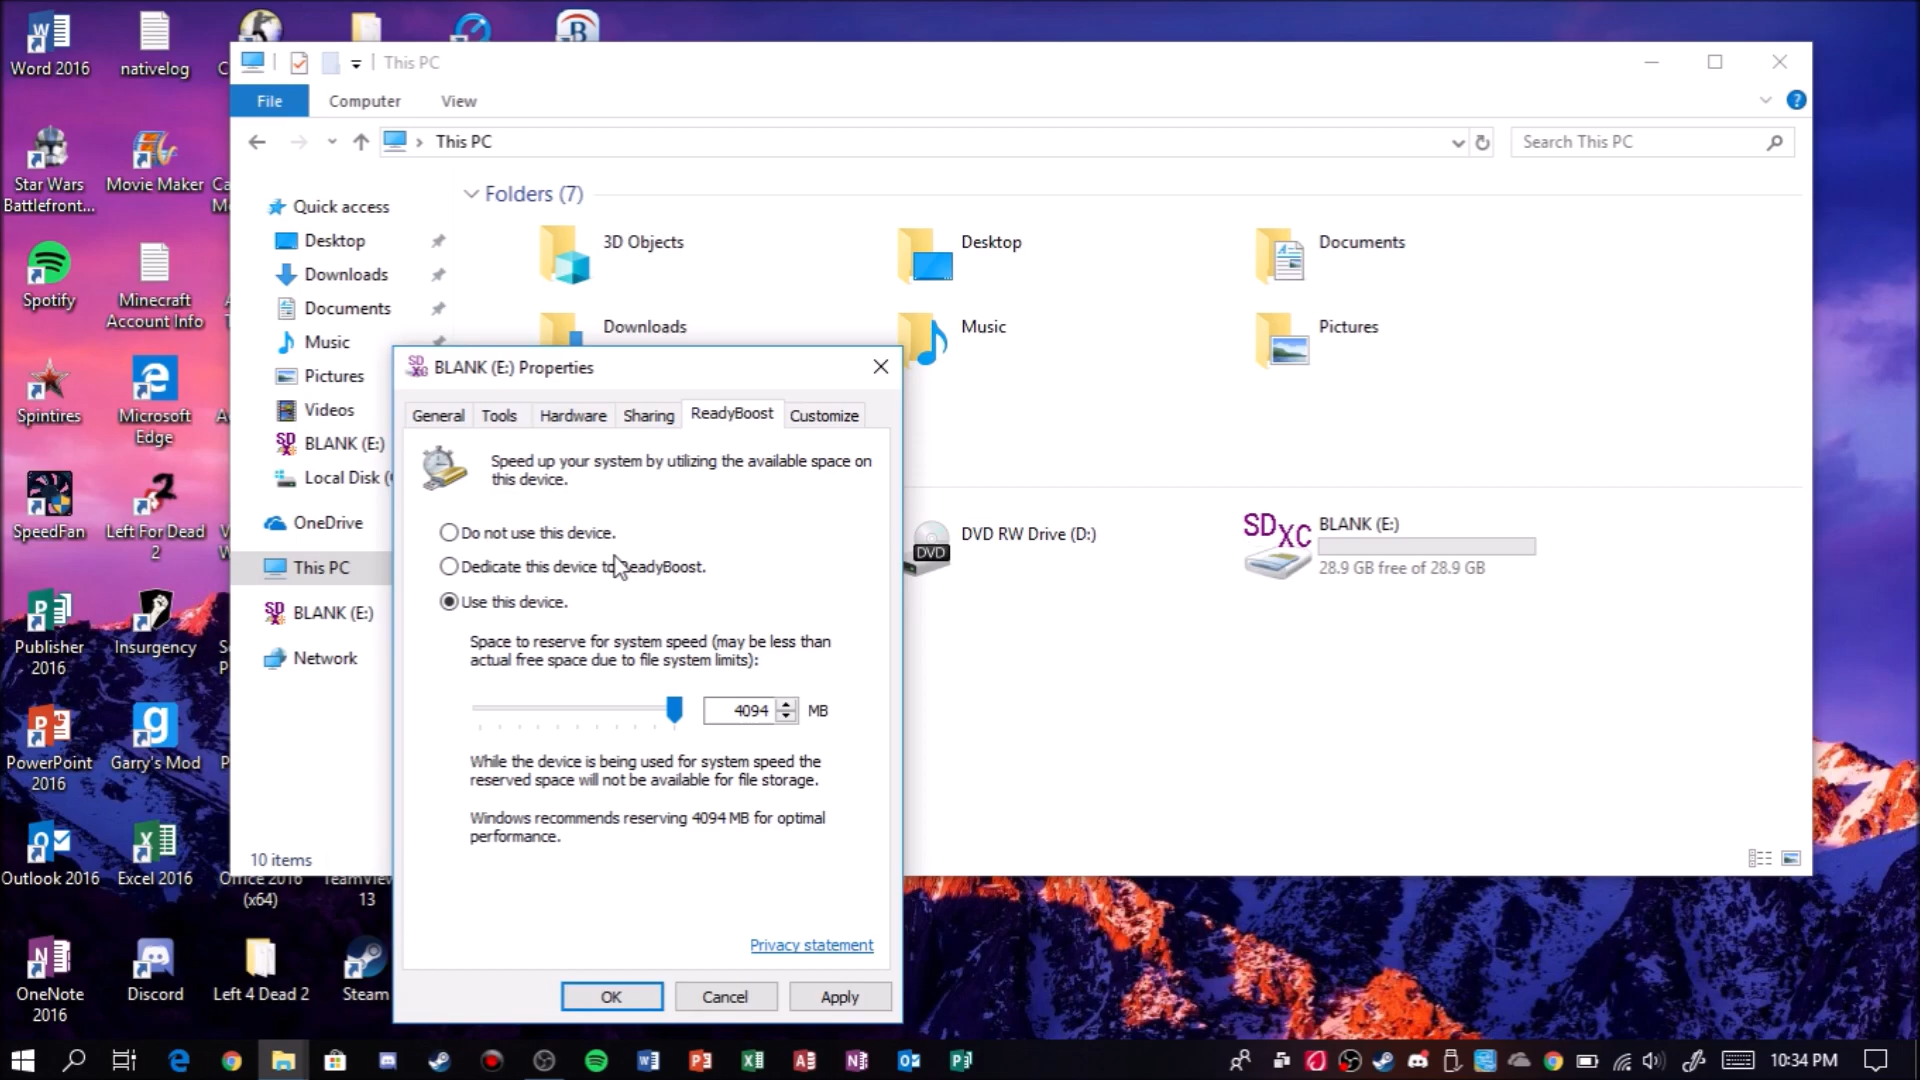 Word 2016
nativelog
Star Wars
Battlefront...
Movie Maker
Spotify
Minecraft
Account Info
Spintires
Microsoft
Edge
SpeedFan
Left For Dead
2
Publisher
2016
Insurgency
PowerPoint
2016
Garry's Mod
Outlook 2016
Excel 2016
Office 2016
(x64)
TeamView
13
OneNote
2016
Discord
Left 4 Dead 2
Steam
This PC
File
Computer
View
This PC
Search This PC
Quick access
Desktop
Downloads
Documents
Music
Pictures
Videos
BLANK (E:)
Local Disk (
OneDrive
This PC
BLANK (E:)
Network
10 items
Folders (7)
3D Objects
Desktop
Documents
Downloads
Music
Pictures
DVD
DVD RW Drive (D:)
SDXC
BLANK (E:)
28.9 GB free of 28.9 GB
BLANK (E:) Properties
General
Tools
Hardware
Sharing
ReadyBoost
Customize
Speed up your system by utilizing the available space on
this device.
Do not use this device.
Dedicate this device to ReadyBoost.
Use this device.
Space to reserve for system speed (may be less than
actual free space due to file system limits):
4094 MB
While the device is being used for system speed the
reserved space will not be available for file storage.
Windows recommends reserving 4094 MB for optimal
performance.
Privacy statement
OK
Cancel
Apply
10:34 PM